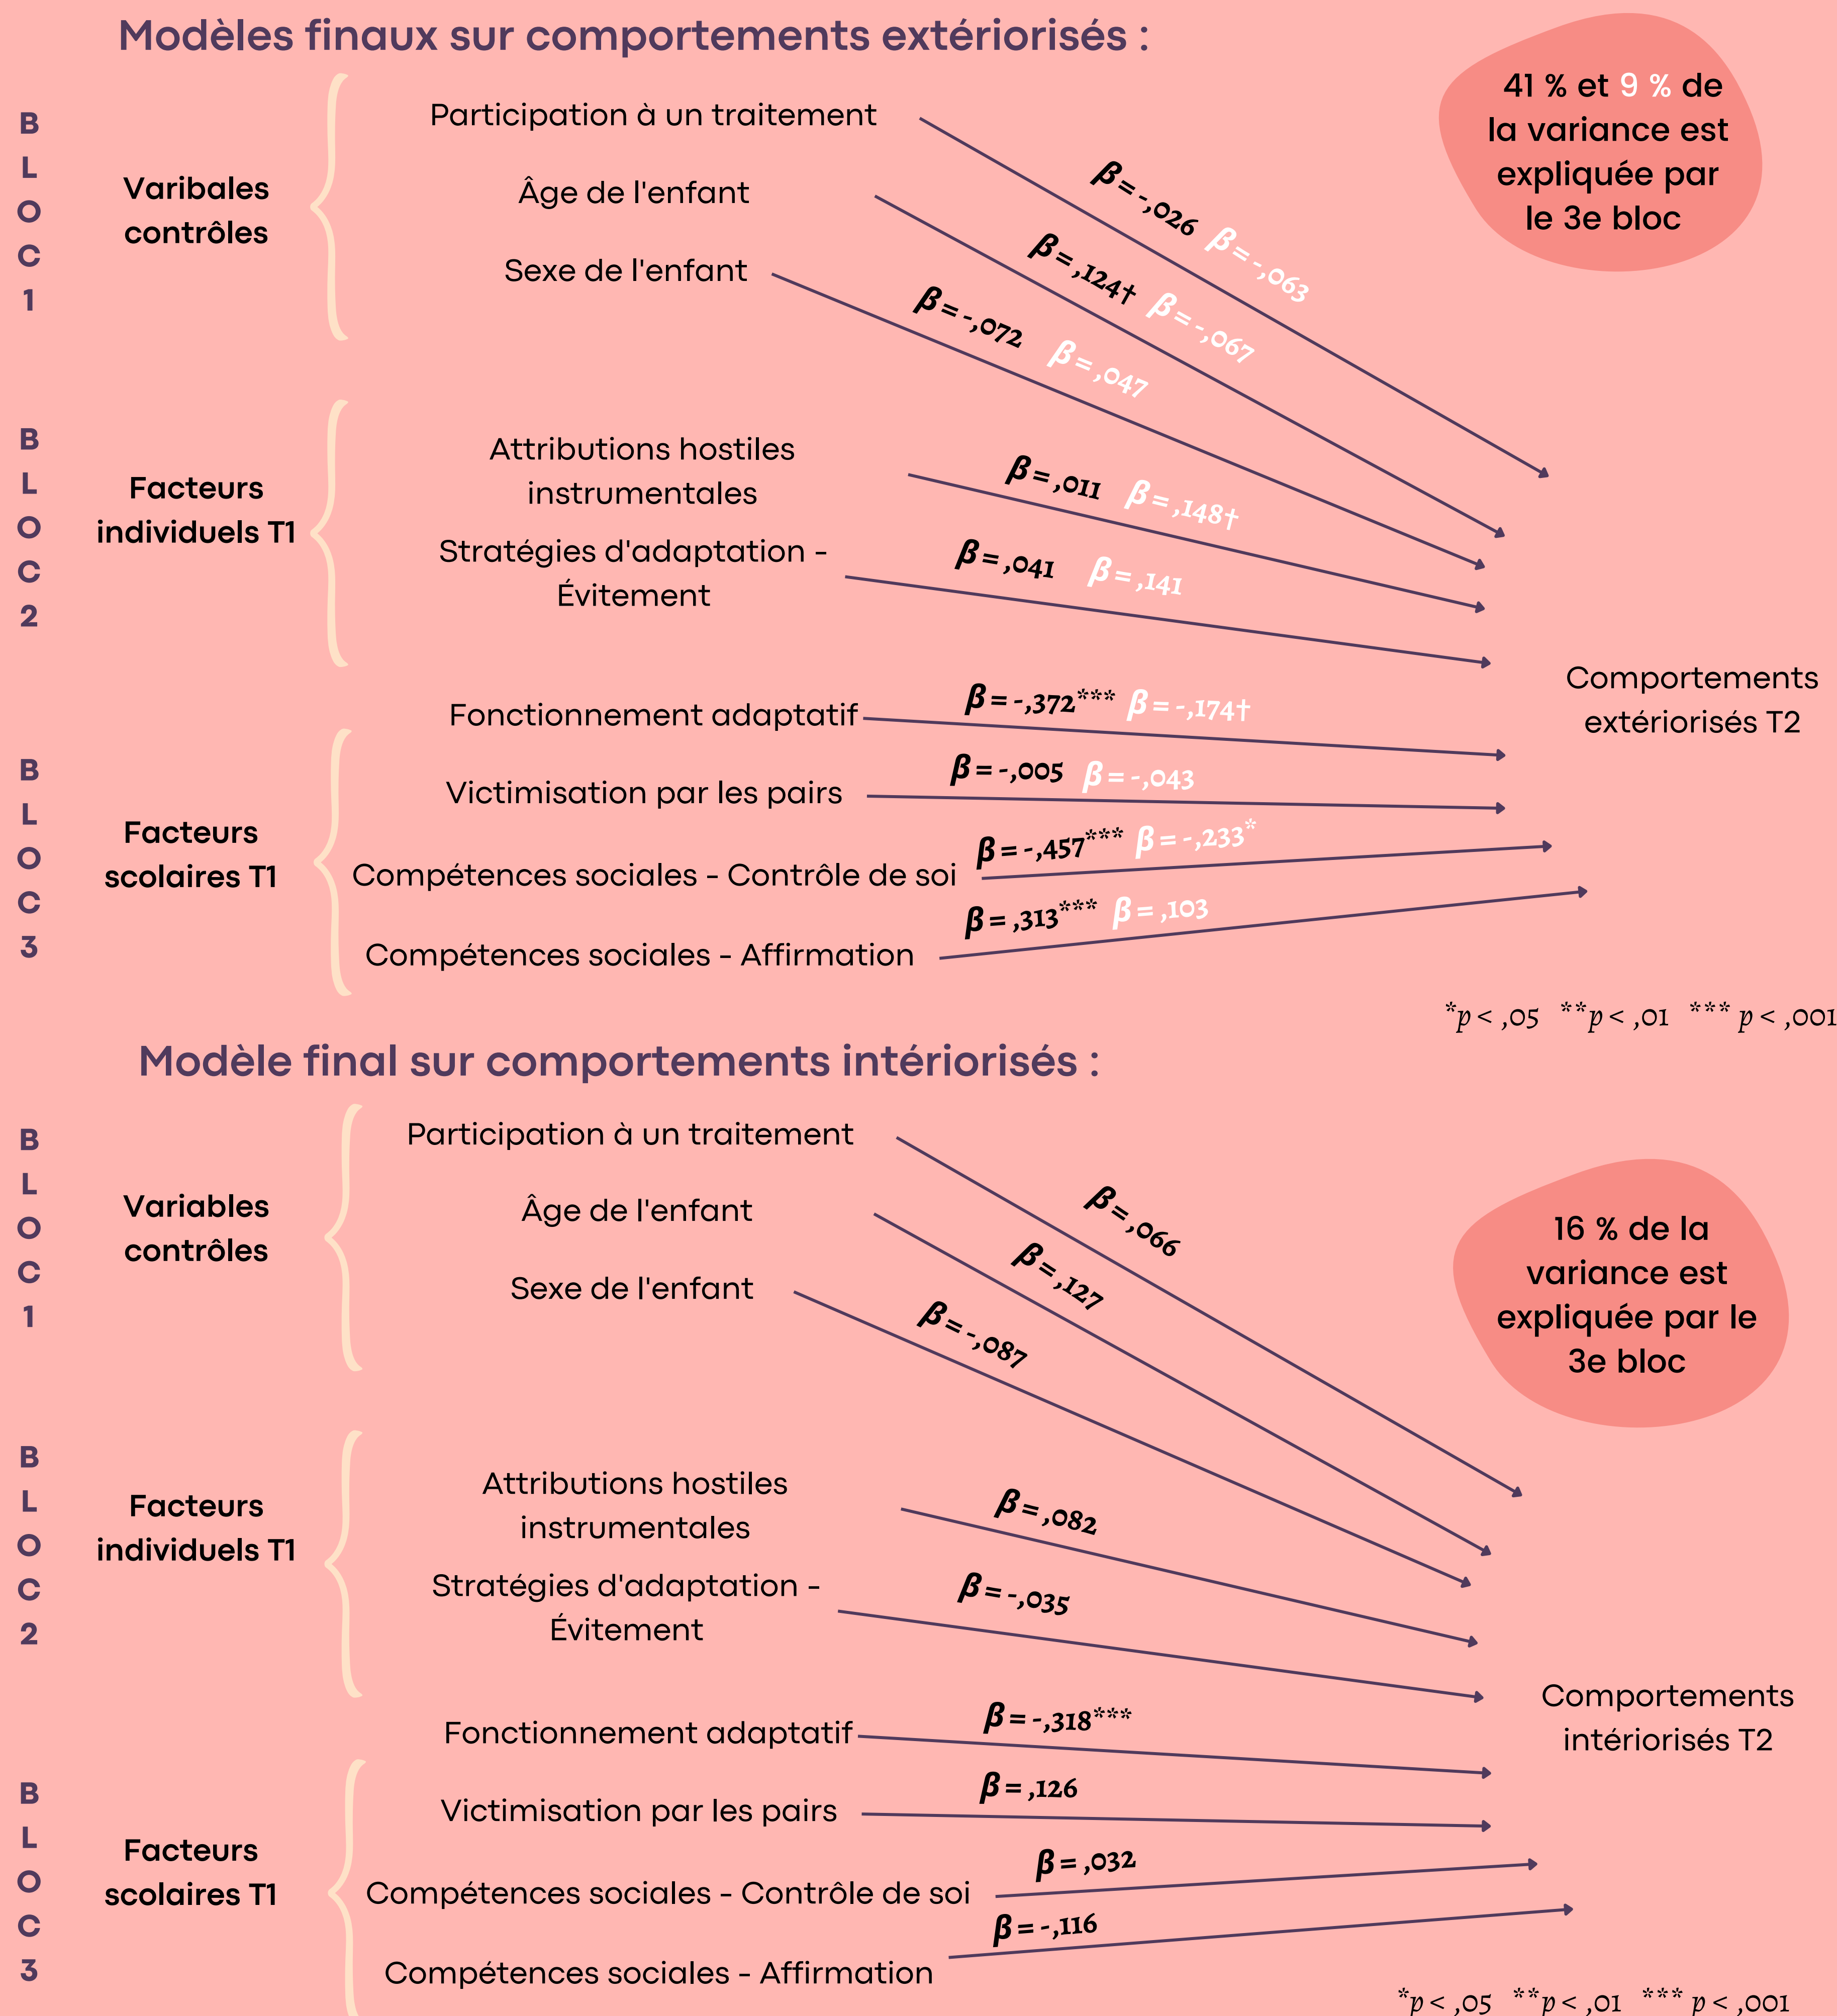 Modèles finaux sur comportements extériorisés :
41 % et 9 % de
la variance est
expliquée par
le 3e bloc
BLOC1
Varibales
contrôles
Participation à un traitement
β = -,026 β = -,063
Âge de l'enfant
β = ,124† β = -,067
Sexe de l'enfant
β = -,072 β = ,047
BLOC2
Facteurs
individuels T1
Attributions hostiles
instrumentales
β = ,011 β = ,148†
Stratégies d'adaptation -
Évitement
β = ,041 β = ,141
BLOC3
Facteurs
scolaires T1
Fonctionnement adaptatif
β = -,372*** β = -,174†
Victimisation par les pairs
β = -,005 β = -,043
Compétences sociales - Contrôle de soi
β = -,457*** β = -,233*
Compétences sociales - Affirmation
β = ,313*** β = ,103
Comportements
extériorisés T2
*p < ,05 **p < ,01 *** p < ,001
Modèle final sur comportements intériorisés :
16 % de la
variance est
expliquée par le
3e bloc
BLOC1
Variables
contrôles
Participation à un traitement
β = ,066
Âge de l'enfant
β = ,127
Sexe de l'enfant
β = -,087
BLOC2
Facteurs
individuels T1
Attributions hostiles
instrumentales
β = ,082
Stratégies d'adaptation -
Évitement
β = -,035
BLOC3
Facteurs
scolaires T1
Fonctionnement adaptatif
β = -,318***
Victimisation par les pairs
β = ,126
Compétences sociales - Contrôle de soi
β = ,032
Compétences sociales - Affirmation
β = -,116
Comportements
intériorisés T2
*p < ,05 **p < ,01 *** p < ,001